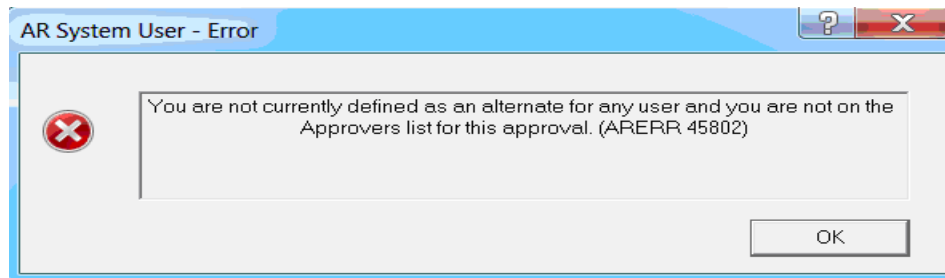 AR System User - Error
You are not currently defined as an alternate for any user and you are not on the
Approvers list for this approval. (ARERR 45802)
OK